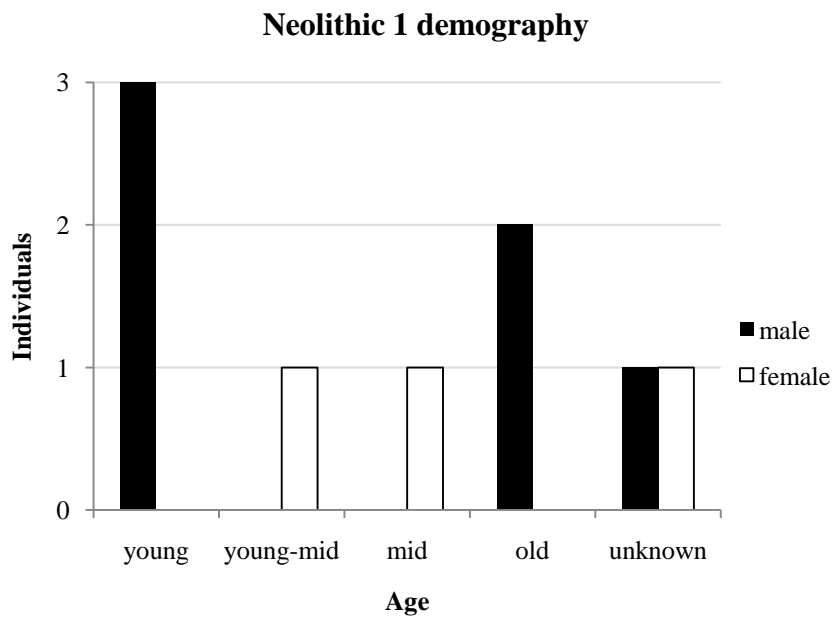 Neolithic 1 demography
3
2
1
0
Individuals
young young-mid mid old unknown
Age
male
female